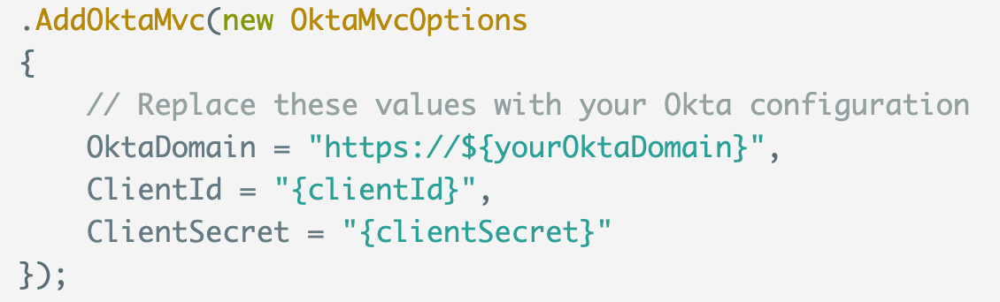 .AddOktaMvc(new OktaMvcOptions
{
    // Replace these values with your Okta configuration
    OktaDomain = "https://${yourOktaDomain}",
    ClientId = "{clientId}",
    ClientSecret = "{clientSecret}"
});